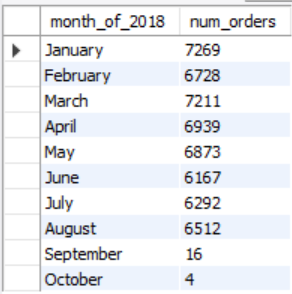 month_of_2018 num_orders
January 7269
February 6728
March 7211
April 6939
May 6873
June 6167
July 6292
August 6512
September 16
October 4